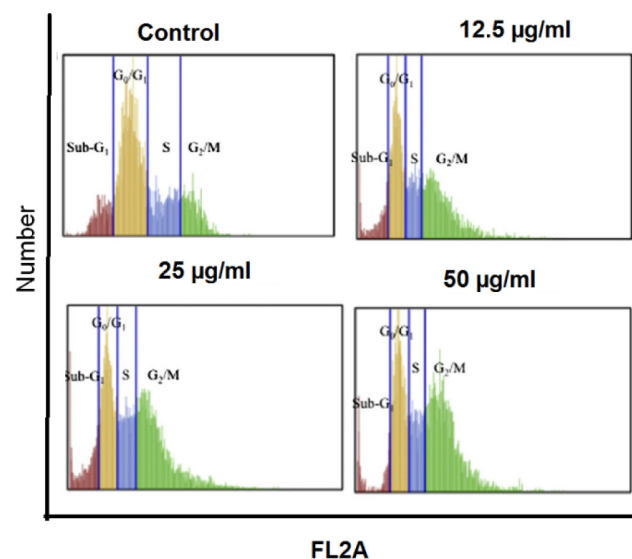 Control
12.5 µg/ml
G₀/G₁
Sub-G₁
S
G₂/M
G₀/G₁
Sub-G₁
S
G₂/M
25 µg/ml
50 µg/ml
G₀/G₁
Sub-G₁
S
G₂/M
G₀/G₁
Sub-G₁
S
G₂/M
Number
FL2A